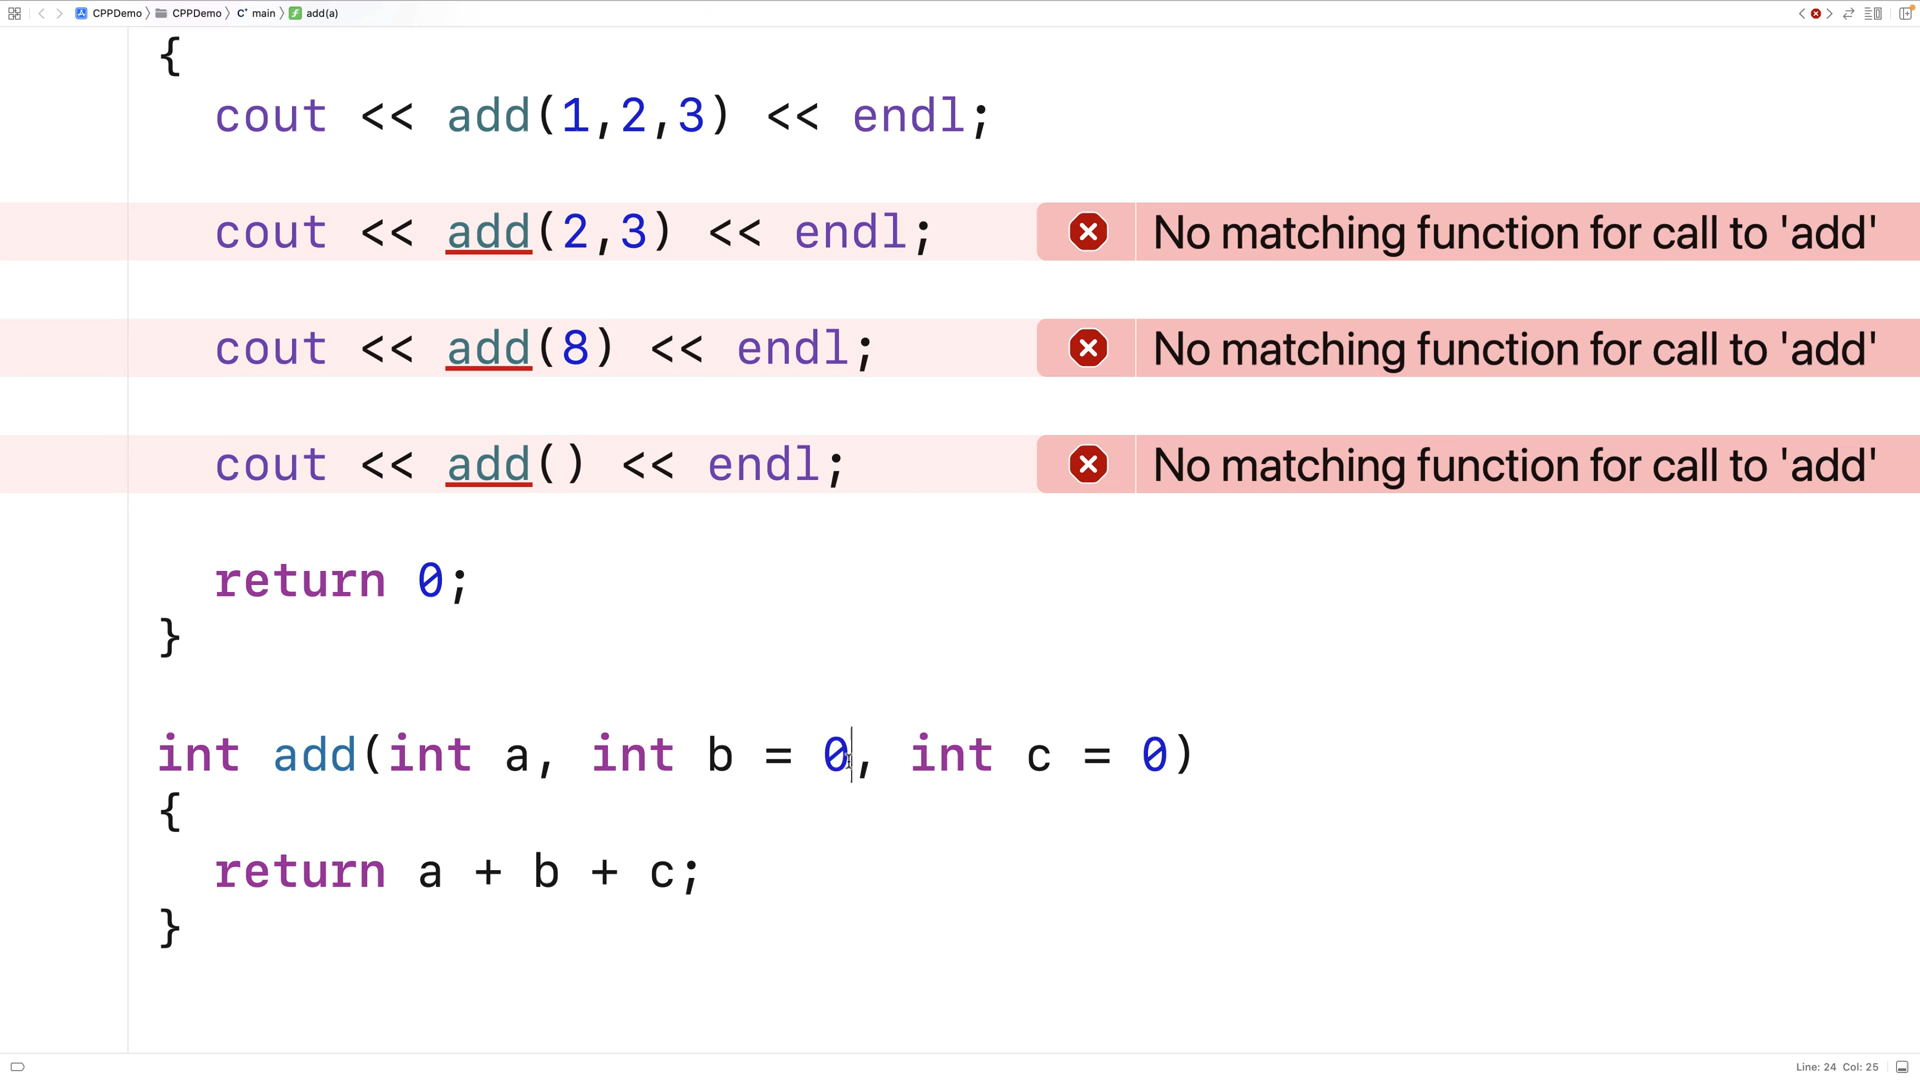 CPPDemo CPPDemo C+ main f add(a)
{
cout << add(1,2,3) << endl;
cout << add(2,3) << endl; No matching function for call to 'add'
cout << add(8) << endl; No matching function for call to 'add'
cout << add() << endl; No matching function for call to 'add'
return 0;
}
int add(int a, int b = 0, int c = 0)
{
return a + b + c;
}
Line: 24 Col: 25